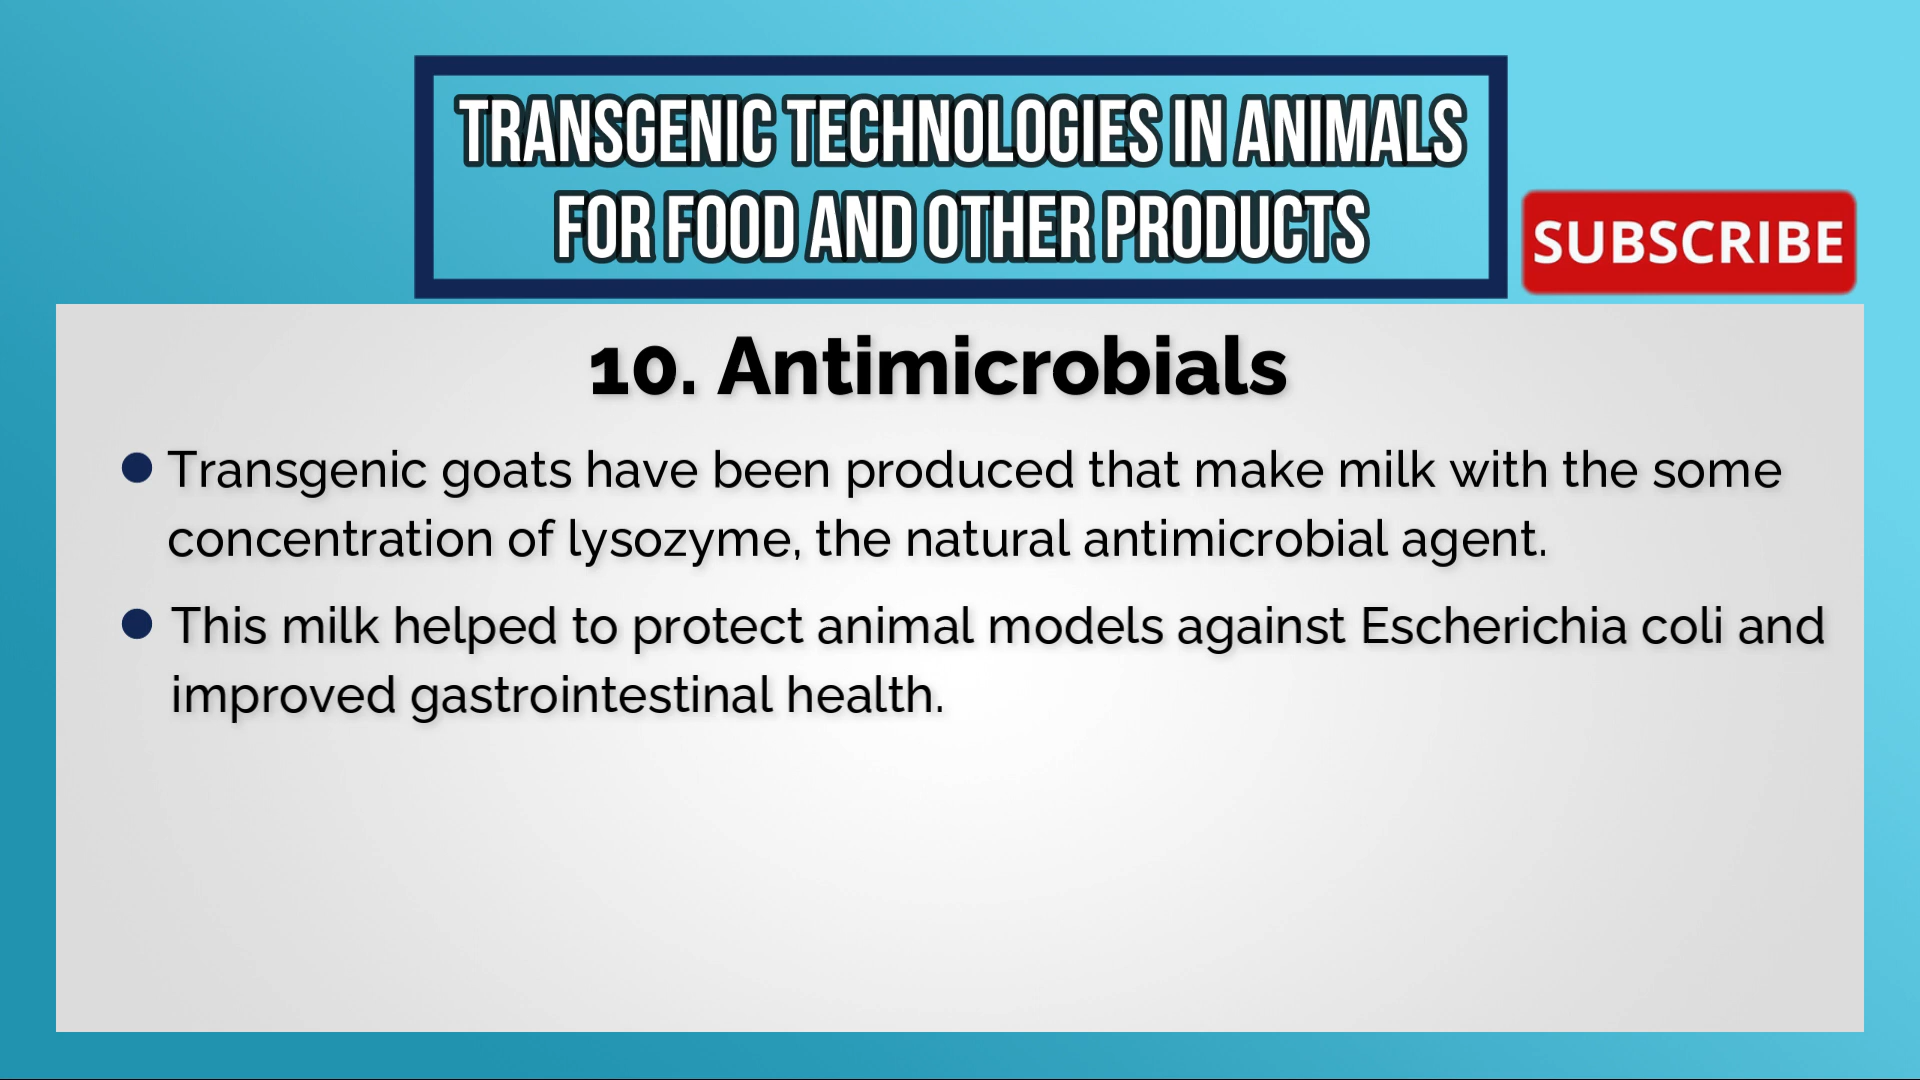 TRANSGENIC TECHNOLOGIES IN ANIMALS
FOR FOOD AND OTHER PRODUCTS
SUBSCRIBE
10. Antimicrobials
Transgenic goats have been produced that make milk with the some
concentration of lysozyme, the natural antimicrobial agent.
This milk helped to protect animal models against Escherichia coli and
improved gastrointestinal health.